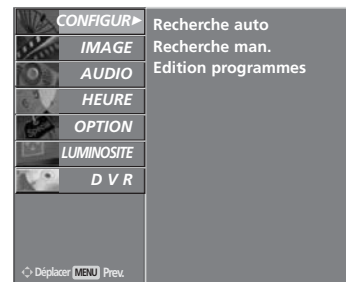 CONFIGUR►
IMAGE
AUDIO
HEURE
OPTION
LUMINOSITE
D V R
Recherche auto
Recherche man.
Edition programmes
Déplacer MENU Prev.